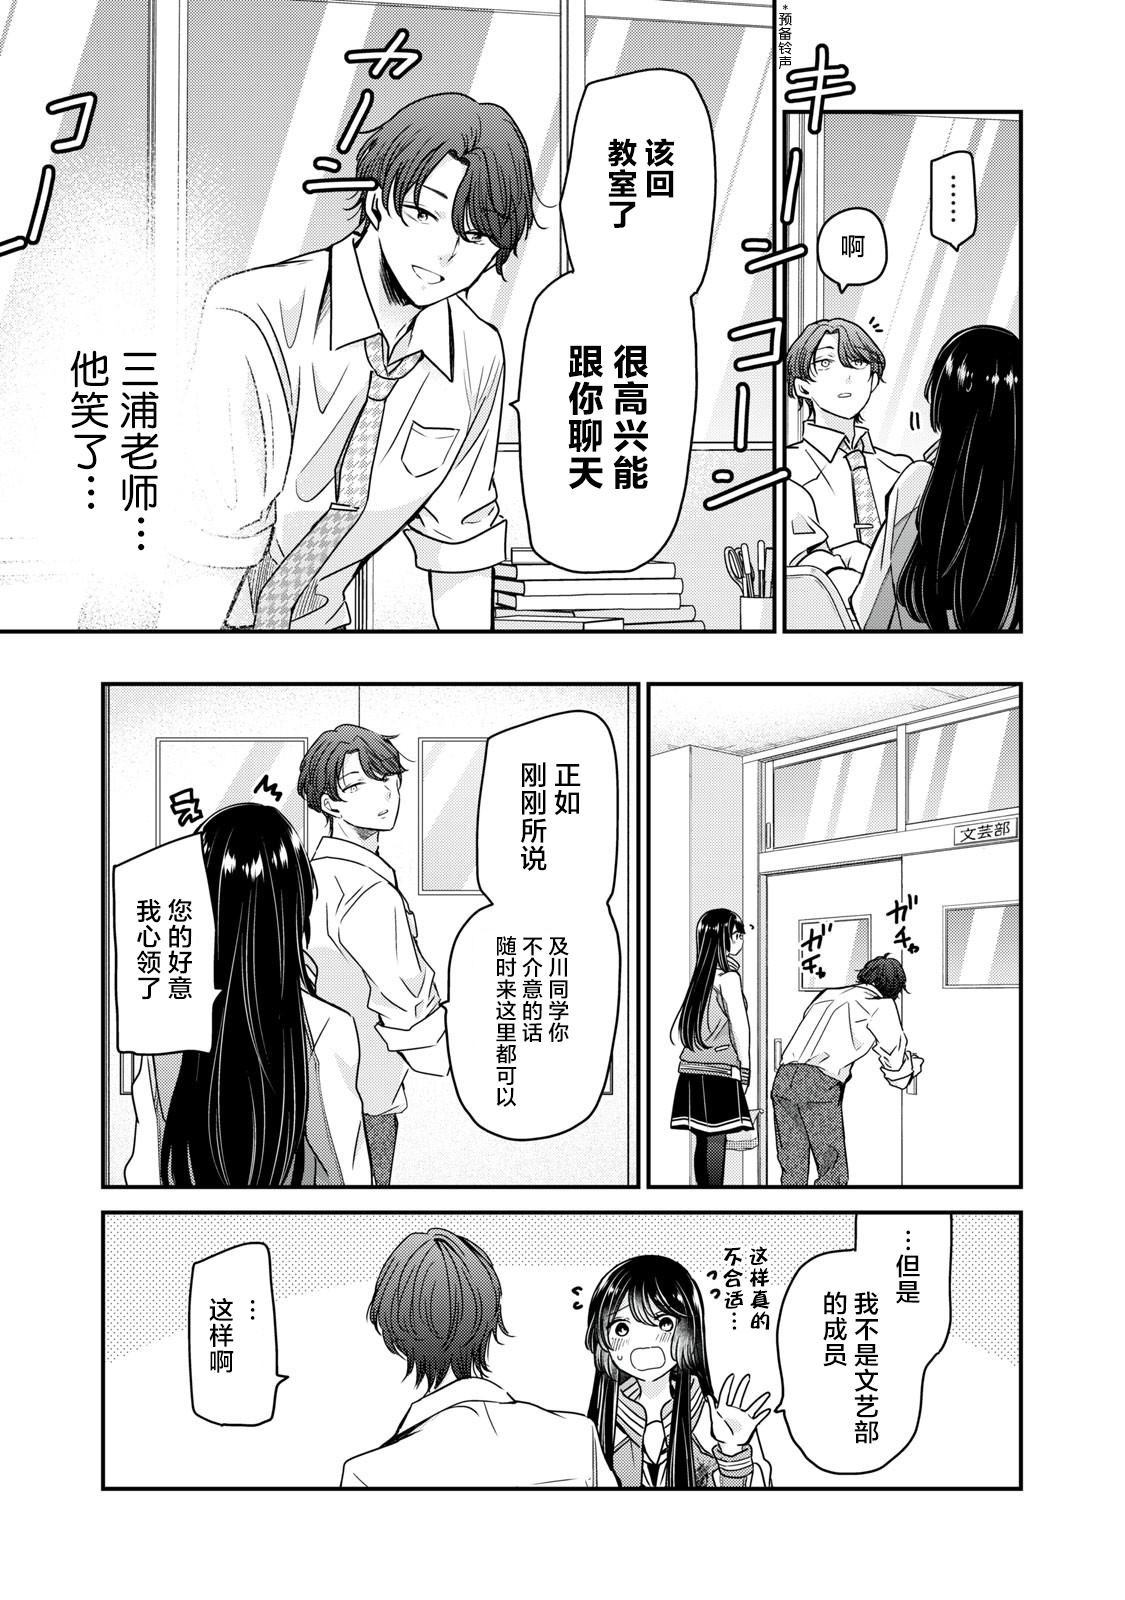 *预备铃声
キーン
コーン
………
啊
カーン
コーン
该回
教室了
很高兴能
跟你聊天
三浦老师…
他笑了…
文芸部
ガチャ
ガチャ
正如
刚刚所说
及川同学你
不介意的话
随时来这里都可以
您的好意
我心领了
…但是
我不是文艺部
的成员
这样真的
不合适…
…
这样啊